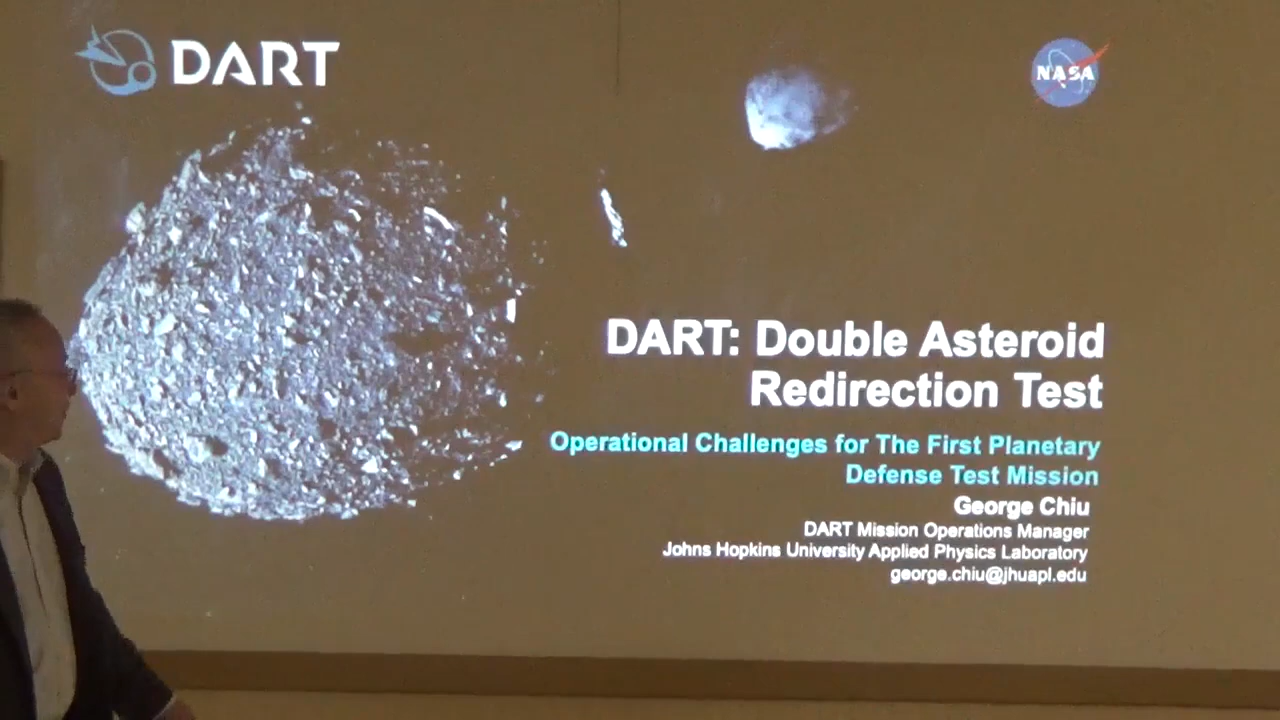 DART
NASA
DART: Double Asteroid
Redirection Test
Operational Challenges for The First Planetary
Defense Test Mission
George Chiu
DART Mission Operations Manager
Johns Hopkins University Applied Physics Laboratory
george.chiu@jhuapl.edu